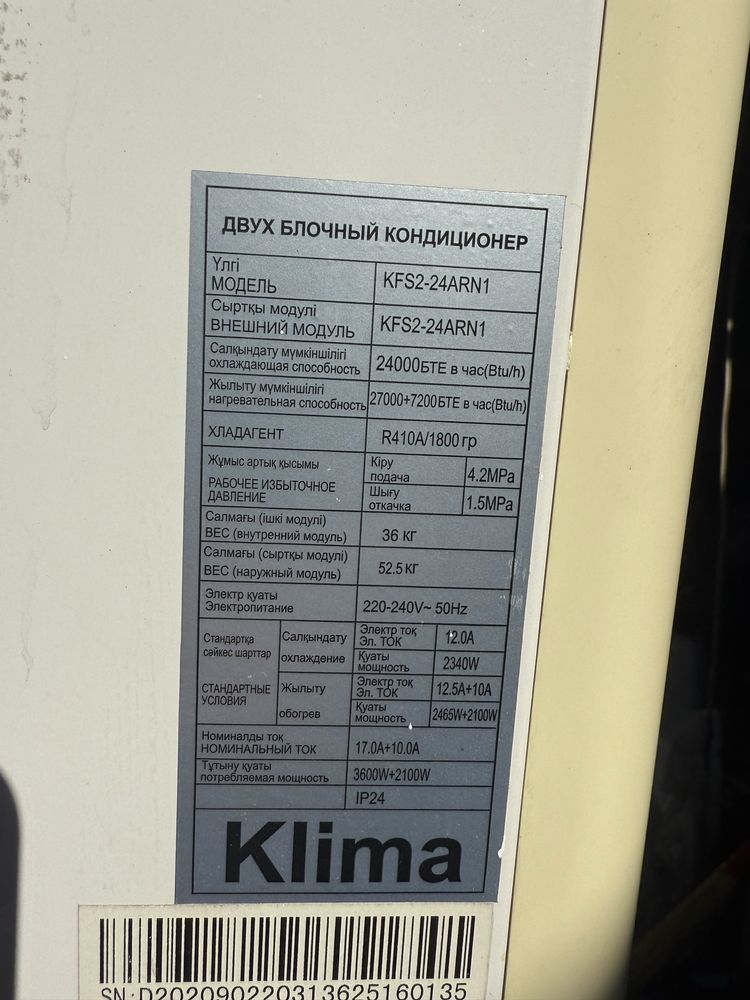 ДВУХ БЛОЧНЫЙ КОНДИЦИОНЕР
Үлгі
МОДЕЛЬ
KFS2-24ARN1
Сыртқы модулі
ВНЕШНИЙ МОДУЛЬ
KFS2-24ARN1
Салқындату мүмкіншілігі
охлаждающая способность
24000БТЕ в час(Btu/h)
Жылыту мүмкіншілігі
нагревательная способность
27000+7200БТЕ в час(Btu/h)
ХЛАДАГЕНТ
R410A/1800 гр
Жұмыс артық қысымы
РАБОЧЕЕ ИЗБЫТОЧНОЕ
ДАВЛЕНИЕ
Кіру
подача
4.2MPa
Шығу
откачка
1.5MPa
Салмағы (ішкі модулі)
ВЕС (внутренний модуль)
36 КГ
Салмағы (сыртқы модулі)
ВЕС (наружный модуль)
52.5 КГ
Электр қуаты
Электропитание
220-240V~ 50Hz
Стандартқа
сәйкес шарттар
СТАНДАРТНЫЕ
УСЛОВИЯ
Салқындату
охлаждение
Электр тоқ
Эл. ТОК
12.0A
Қуаты
мощность
2340W
Жылыту
обогрев
Электр тоқ
Эл. ТОК
12.5A+10A
Қуаты
мощность
2465W+2100W
Номиналды тоқ
НОМИНАЛЬНЫЙ ТОК
17.0A+10.0A
Тұтыну қуаты
потребляемая мощность
3600W+2100W
IP24
Klima
SN:D202090220313625160135